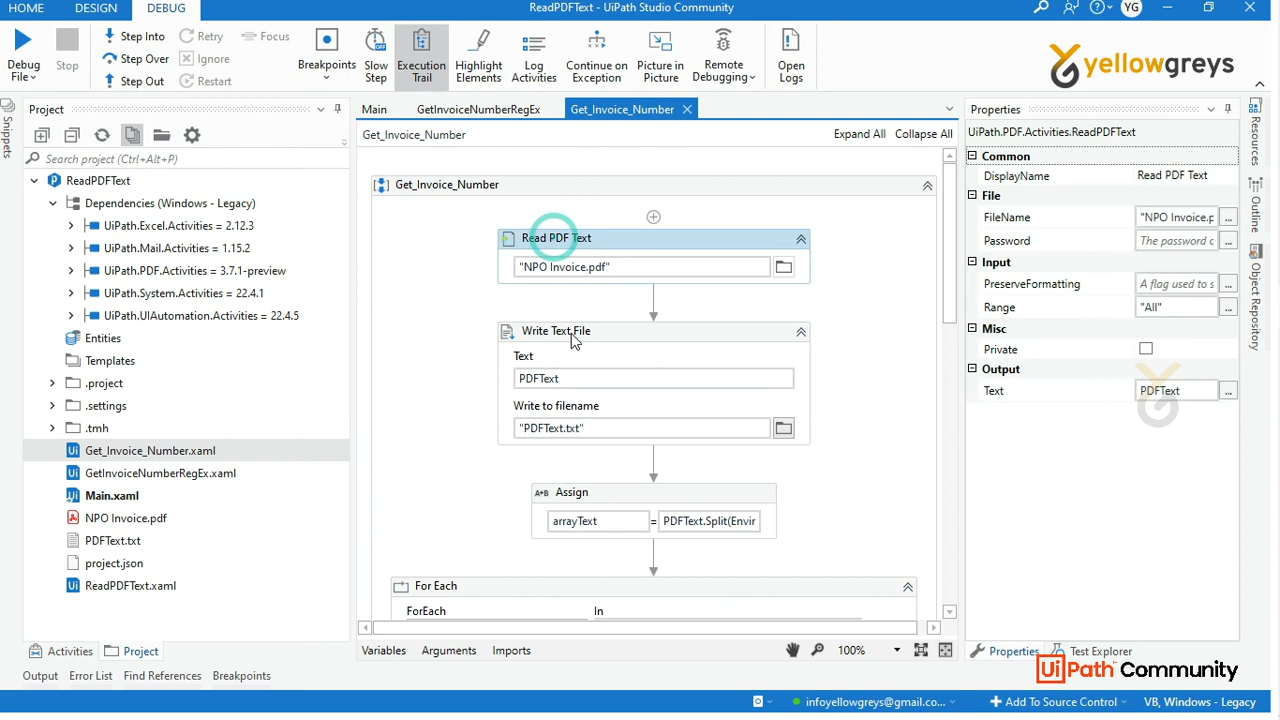 HOME DESIGN DEBUG ReadPDFText - UiPath Studio Community YG
Debug File Stop Step Into Step Over Step Out Retry Ignore Restart Focus Breakpoints Slow Step Execution Trail Highlight Elements Log Activities Continue on Exception Picture in Picture Remote Debugging Open Logs yellowgreys
Snippets
Project
Search project (Ctrl+Alt+P)
ReadPDFText
Dependencies (Windows - Legacy)
UiPath.Excel.Activities = 2.12.3
UiPath.Mail.Activities = 1.15.2
UiPath.PDF.Activities = 3.7.1-preview
UiPath.System.Activities = 22.4.1
UiPath.UIAutomation.Activities = 22.4.5
Entities
Templates
.project
.settings
.tmh
Get_Invoice_Number.xaml
GetInvoiceNumberRegEx.xaml
Main.xaml
NPO Invoice.pdf
PDFText.txt
project.json
ReadPDFText.xaml
Activities Project
Main GetInvoiceNumberRegEx Get_Invoice_Number
Get_Invoice_Number Expand All Collapse All
Get_Invoice_Number
Read PDF Text
"NPO Invoice.pdf"
Write Text File
Text
PDFText
Write to filename
"PDFText.txt"
A*B Assign
arrayText = PDFText.Split(Envir
For Each
ForEach In
Variables Arguments Imports 100%
Properties
UiPath.PDF.Activities.ReadPDFText
Common
DisplayName Read PDF Text
File
FileName "NPO Invoice.p ...
Password The password o ...
Input
PreserveFormatting A flag used to s ...
Range "All" ...
Misc
Private
Output
Text PDFText ...
Properties Test Explorer
Resources
Outline
Object Repository
UiPath Community
Output Error List Find References Breakpoints
infoyellowgreys@gmail.co... Add To Source Control VB, Windows - Legacy